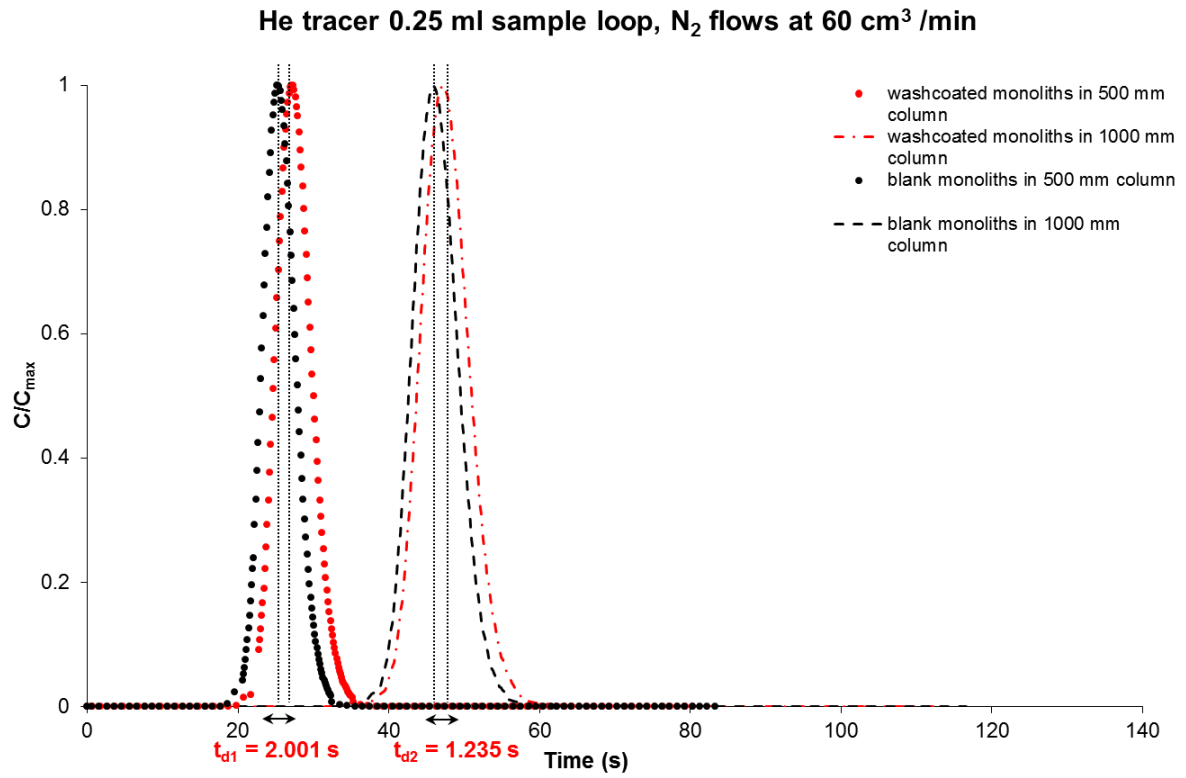 He tracer 0.25 ml sample loop, N₂ flows at 60 cm³ /min
washcoated monoliths in 500 mm
column
washcoated monoliths in 1000 mm
column
blank monoliths in 500 mm column
blank monoliths in 1000 mm
column
C/Cmax
1
0.8
0.6
0.4
0.2
0
0 20 40 60 80 100 120 140
td1 = 2.001 s
td2 = 1.235 s
Time (s)